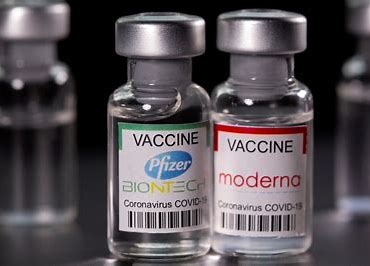 VACCINE
Pfizer
BIONTECH
Coronavirus COVID-19
VACCINE
moderna
Coronavirus COVID-19